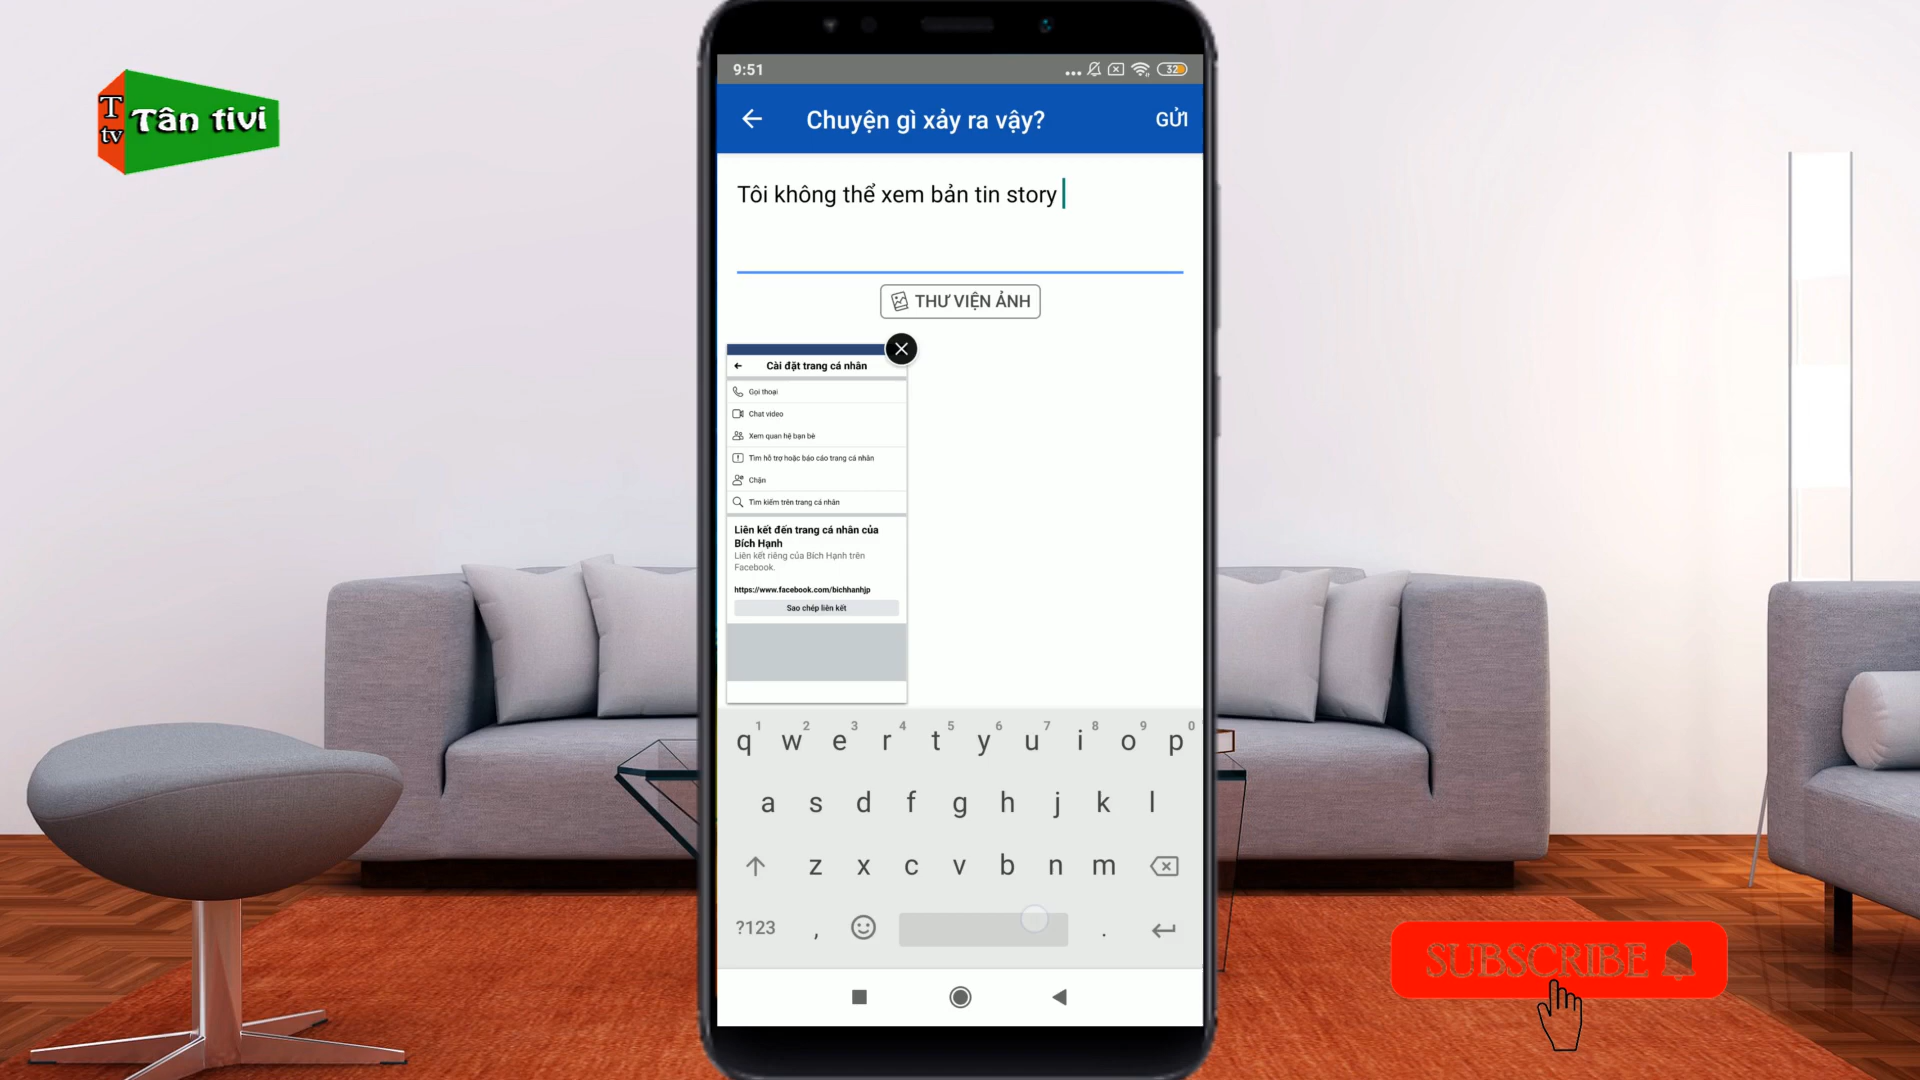 T
tv
Tân tivi
9:51
32
Chuyện gì xảy ra vậy?
GỬI
Tôi không thể xem bản tin story
THƯ VIỆN ẢNH
Cài đặt trang cá nhân
Gọi thoại
Chat video
Xem quan hệ bạn bè
Tìm hỗ trợ hoặc báo cáo trang cá nhân
Chặn
Tìm kiếm trên trang cá nhân
Liên kết đến trang cá nhân của
Bích Hạnh
Liên kết riêng của Bích Hạnh trên
Facebook.
https://www.facebook.com/bichhanhjp
Sao chép liên kết
1 2 3 4 5 6 7 8 9 0
q w e r t y u i o p
a s d f g h j k l
z x c v b n m
?123 , .
SUBSCRIBE